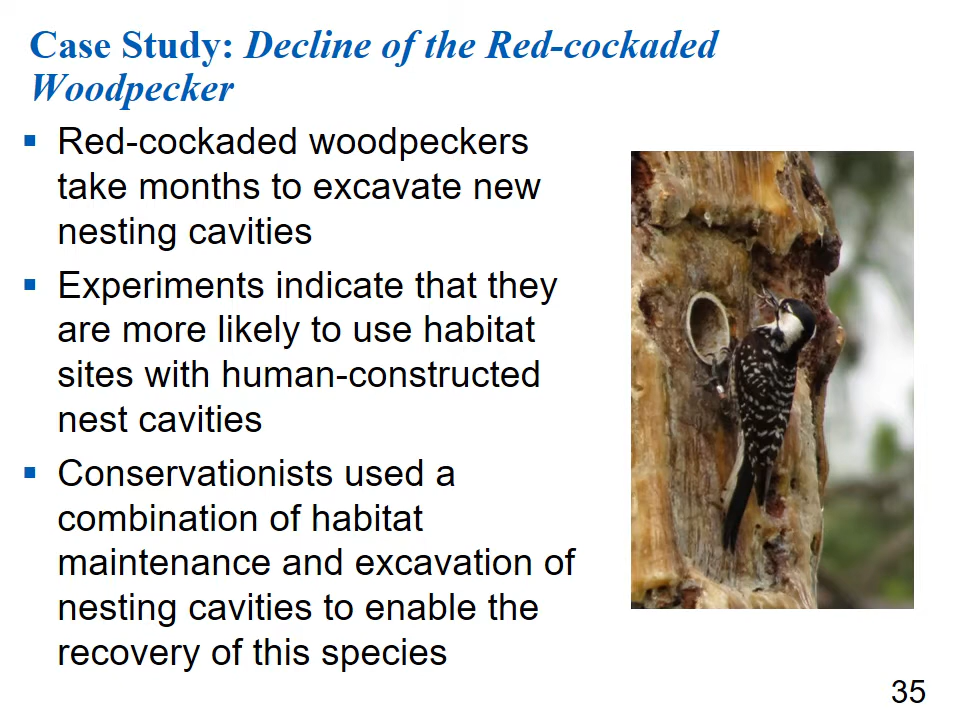 Case Study: Decline of the Red-cockaded
Woodpecker
▪ Red-cockaded woodpeckers
take months to excavate new
nesting cavities
▪ Experiments indicate that they
are more likely to use habitat
sites with human-constructed
nest cavities
▪ Conservationists used a
combination of habitat
maintenance and excavation of
nesting cavities to enable the
recovery of this species
35